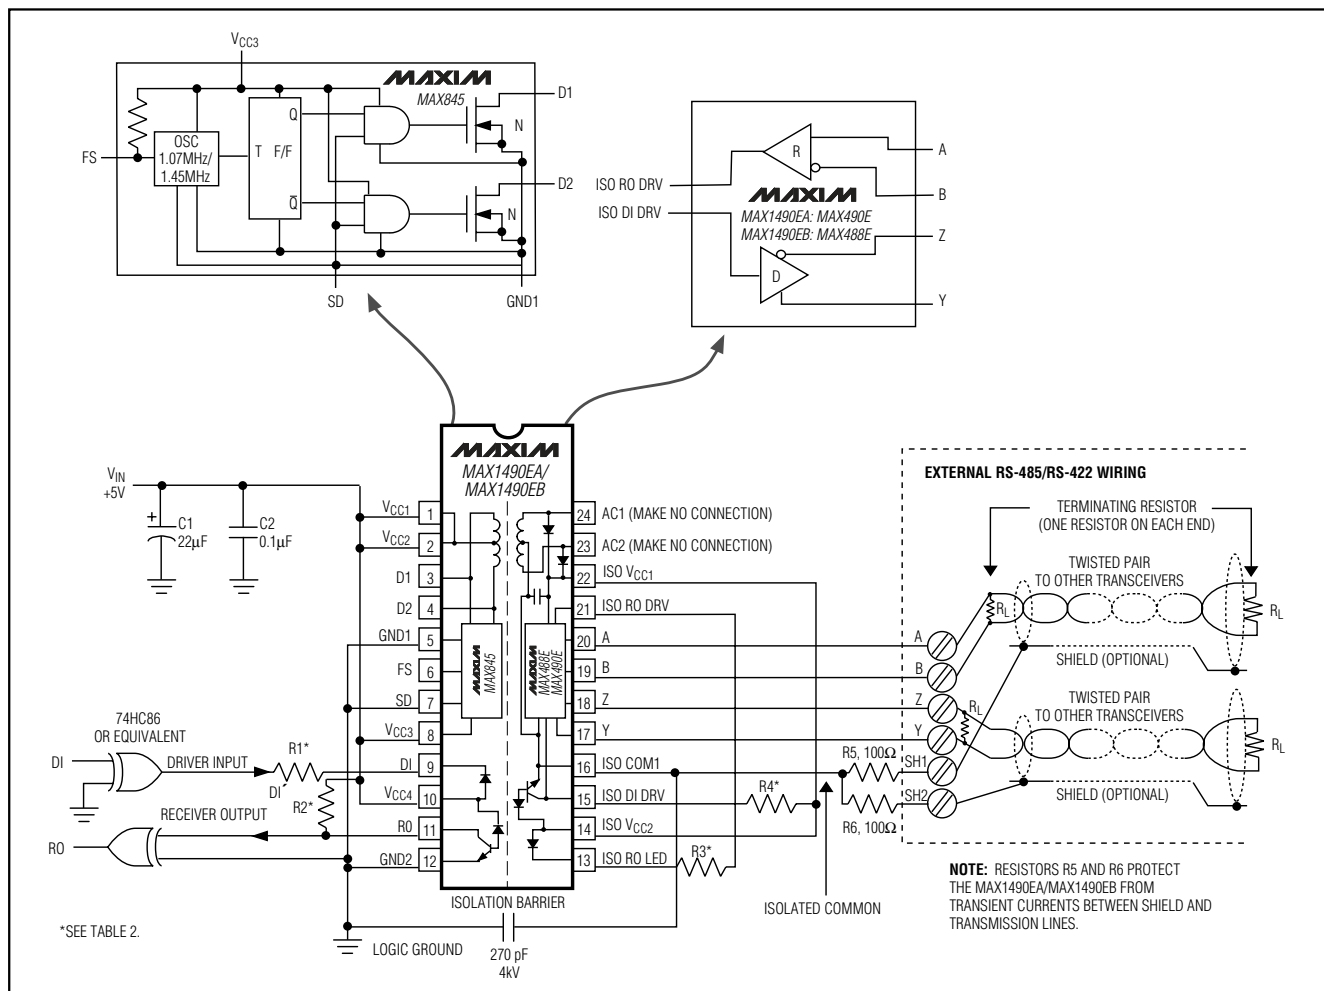 VCC3
MAXIM
MAX845
D1
Q
N
OSC
1.07MHz/
1.45MHz
T F/F
FS
D2
Q̅
N
SD
GND1
A
R
ISO RO DRV
B
MAXIM
ISO DI DRV
MAX1490EA: MAX490E
MAX1490EB: MAX488E
Z
D
Y
MAXIM
MAX1490EA/
MAX1490EB
VIN
+5V
+
C1
22μF
C2
0.1μF
VCC1
1
VCC2
2
D1
3
D2
4
GND1
5
FS
6
SD
7
VCC3
8
DI
9
VCC4
10
RO
11
GND2
12
MAXIM
MAX845
MAXIM
MAX488E
MAX490E
24
AC1 (MAKE NO CONNECTION)
23
AC2 (MAKE NO CONNECTION)
22
ISO VCC1
21
ISO RO DRV
20
A
19
B
18
Z
17
Y
16
ISO COM1
15
ISO DI DRV
14
ISO VCC2
13
ISO RO LED
74HC86
OR EQUIVALENT
DI
DRIVER INPUT
R1*
DI′
R2*
RECEIVER OUTPUT
RO
R3*
R4*
R5, 100Ω
R6, 100Ω
ISOLATION BARRIER
LOGIC GROUND
270 pF
4kV
ISOLATED COMMON
EXTERNAL RS-485/RS-422 WIRING
TERMINATING RESISTOR
(ONE RESISTOR ON EACH END)
TWISTED PAIR
TO OTHER TRANSCEIVERS
RL
RL
A
SHIELD (OPTIONAL)
B
Z
RL
TWISTED PAIR
TO OTHER TRANSCEIVERS
Y
RL
SH1
SH2
SHIELD (OPTIONAL)
NOTE: RESISTORS R5 AND R6 PROTECT
THE MAX1490EA/MAX1490EB FROM
TRANSIENT CURRENTS BETWEEN SHIELD AND
TRANSMISSION LINES.
*SEE TABLE 2.